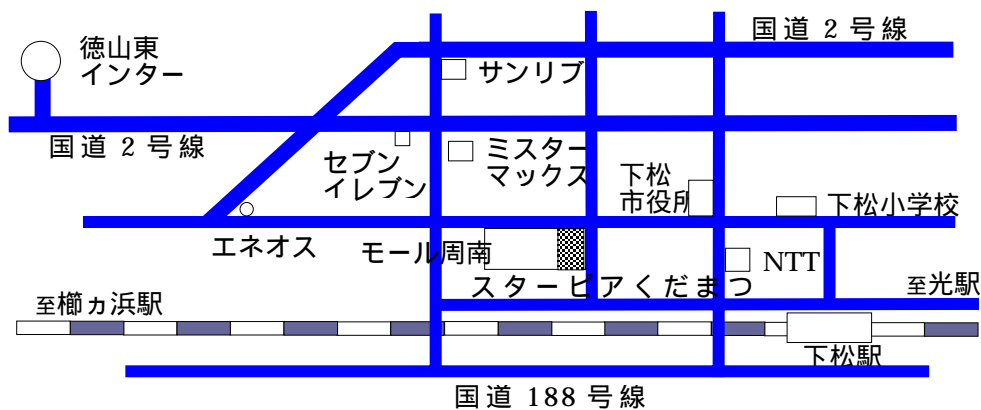 国道 2 号線
徳山東
インター
サンリブ
国道 2 号線
セブン
イレブン
ミスター
マックス
下松
市役所
下松小学校
エネオス
モール周南
NTT
スターピアくだまつ
至光駅
至櫛ヵ浜駅
下松駅
国道 188 号線